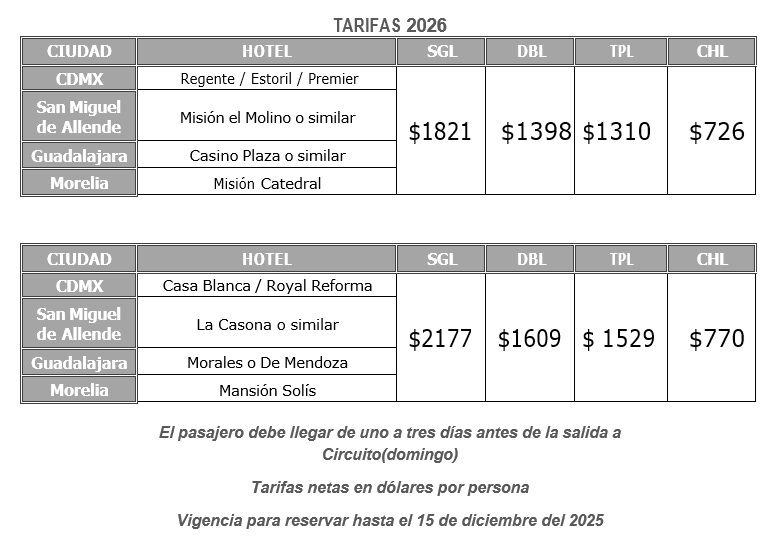 TARIFAS 2026
CIUDAD HOTEL SGL DBL TPL CHL
CDMX Regente / Estoril / Premier
San Miguel
de Allende Misión el Molino o similar
$1821 $1398 $1310 $726
Guadalajara Casino Plaza o similar
Morelia Misión Catedral
CIUDAD HOTEL SGL DBL TPL CHL
CDMX Casa Blanca / Royal Reforma
San Miguel
de Allende La Casona o similar
$2177 $1609 $ 1529 $770
Guadalajara Morales o De Mendoza
Morelia Mansión Solís
El pasajero debe llegar de uno a tres días antes de la salida a
Circuito(domingo)
Tarifas netas en dólares por persona
Vigencia para reservar hasta el 15 de diciembre del 2025